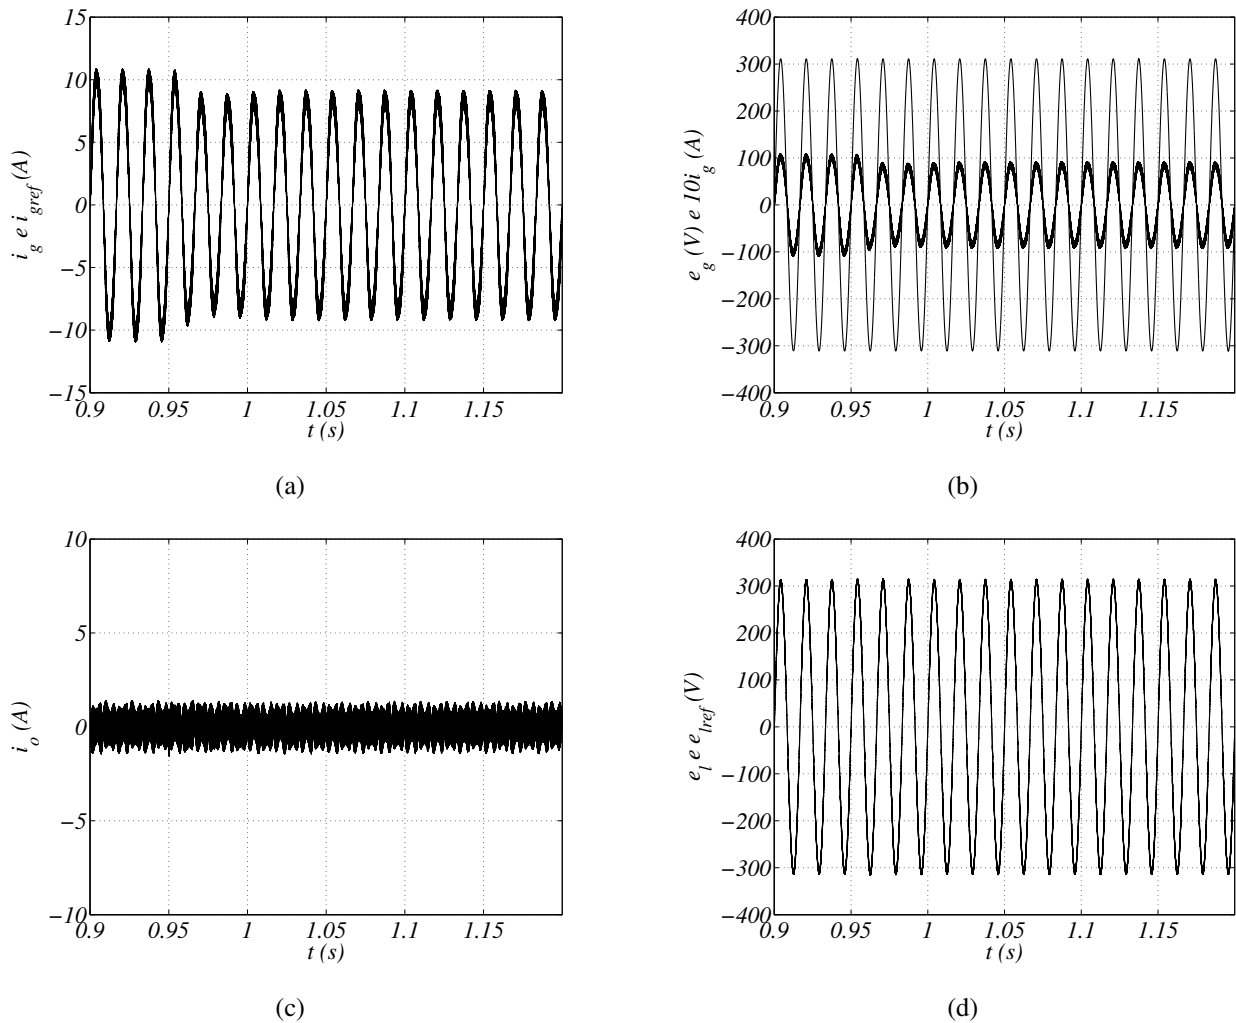 15
10
5
0
−5
−10
−15
i_g e i_gref (A)
0.9 0.95 1 1.05 1.1 1.15
t (s)
(a)
400
300
200
100
0
−100
−200
−300
−400
e_g (V) e 10i_g (A)
0.9 0.95 1 1.05 1.1 1.15
t (s)
(b)
10
5
0
−5
−10
i_o (A)
0.9 0.95 1 1.05 1.1 1.15
t (s)
(c)
400
300
200
100
0
−100
−200
−300
−400
e_l e e_lref (V)
0.9 0.95 1 1.05 1.1 1.15
t (s)
(d)